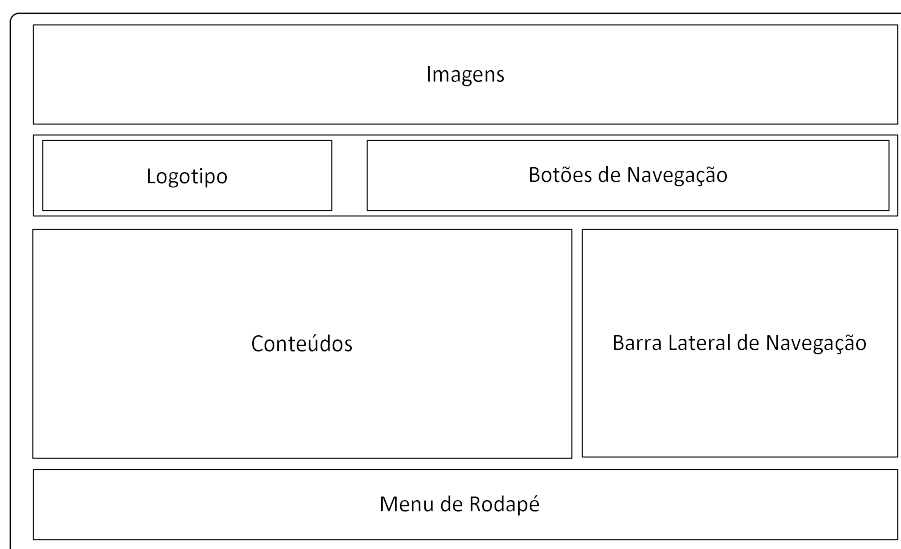 Imagens
Logotipo
Botões de Navegação
Conteúdos
Barra Lateral de Navegação
Menu de Rodapé